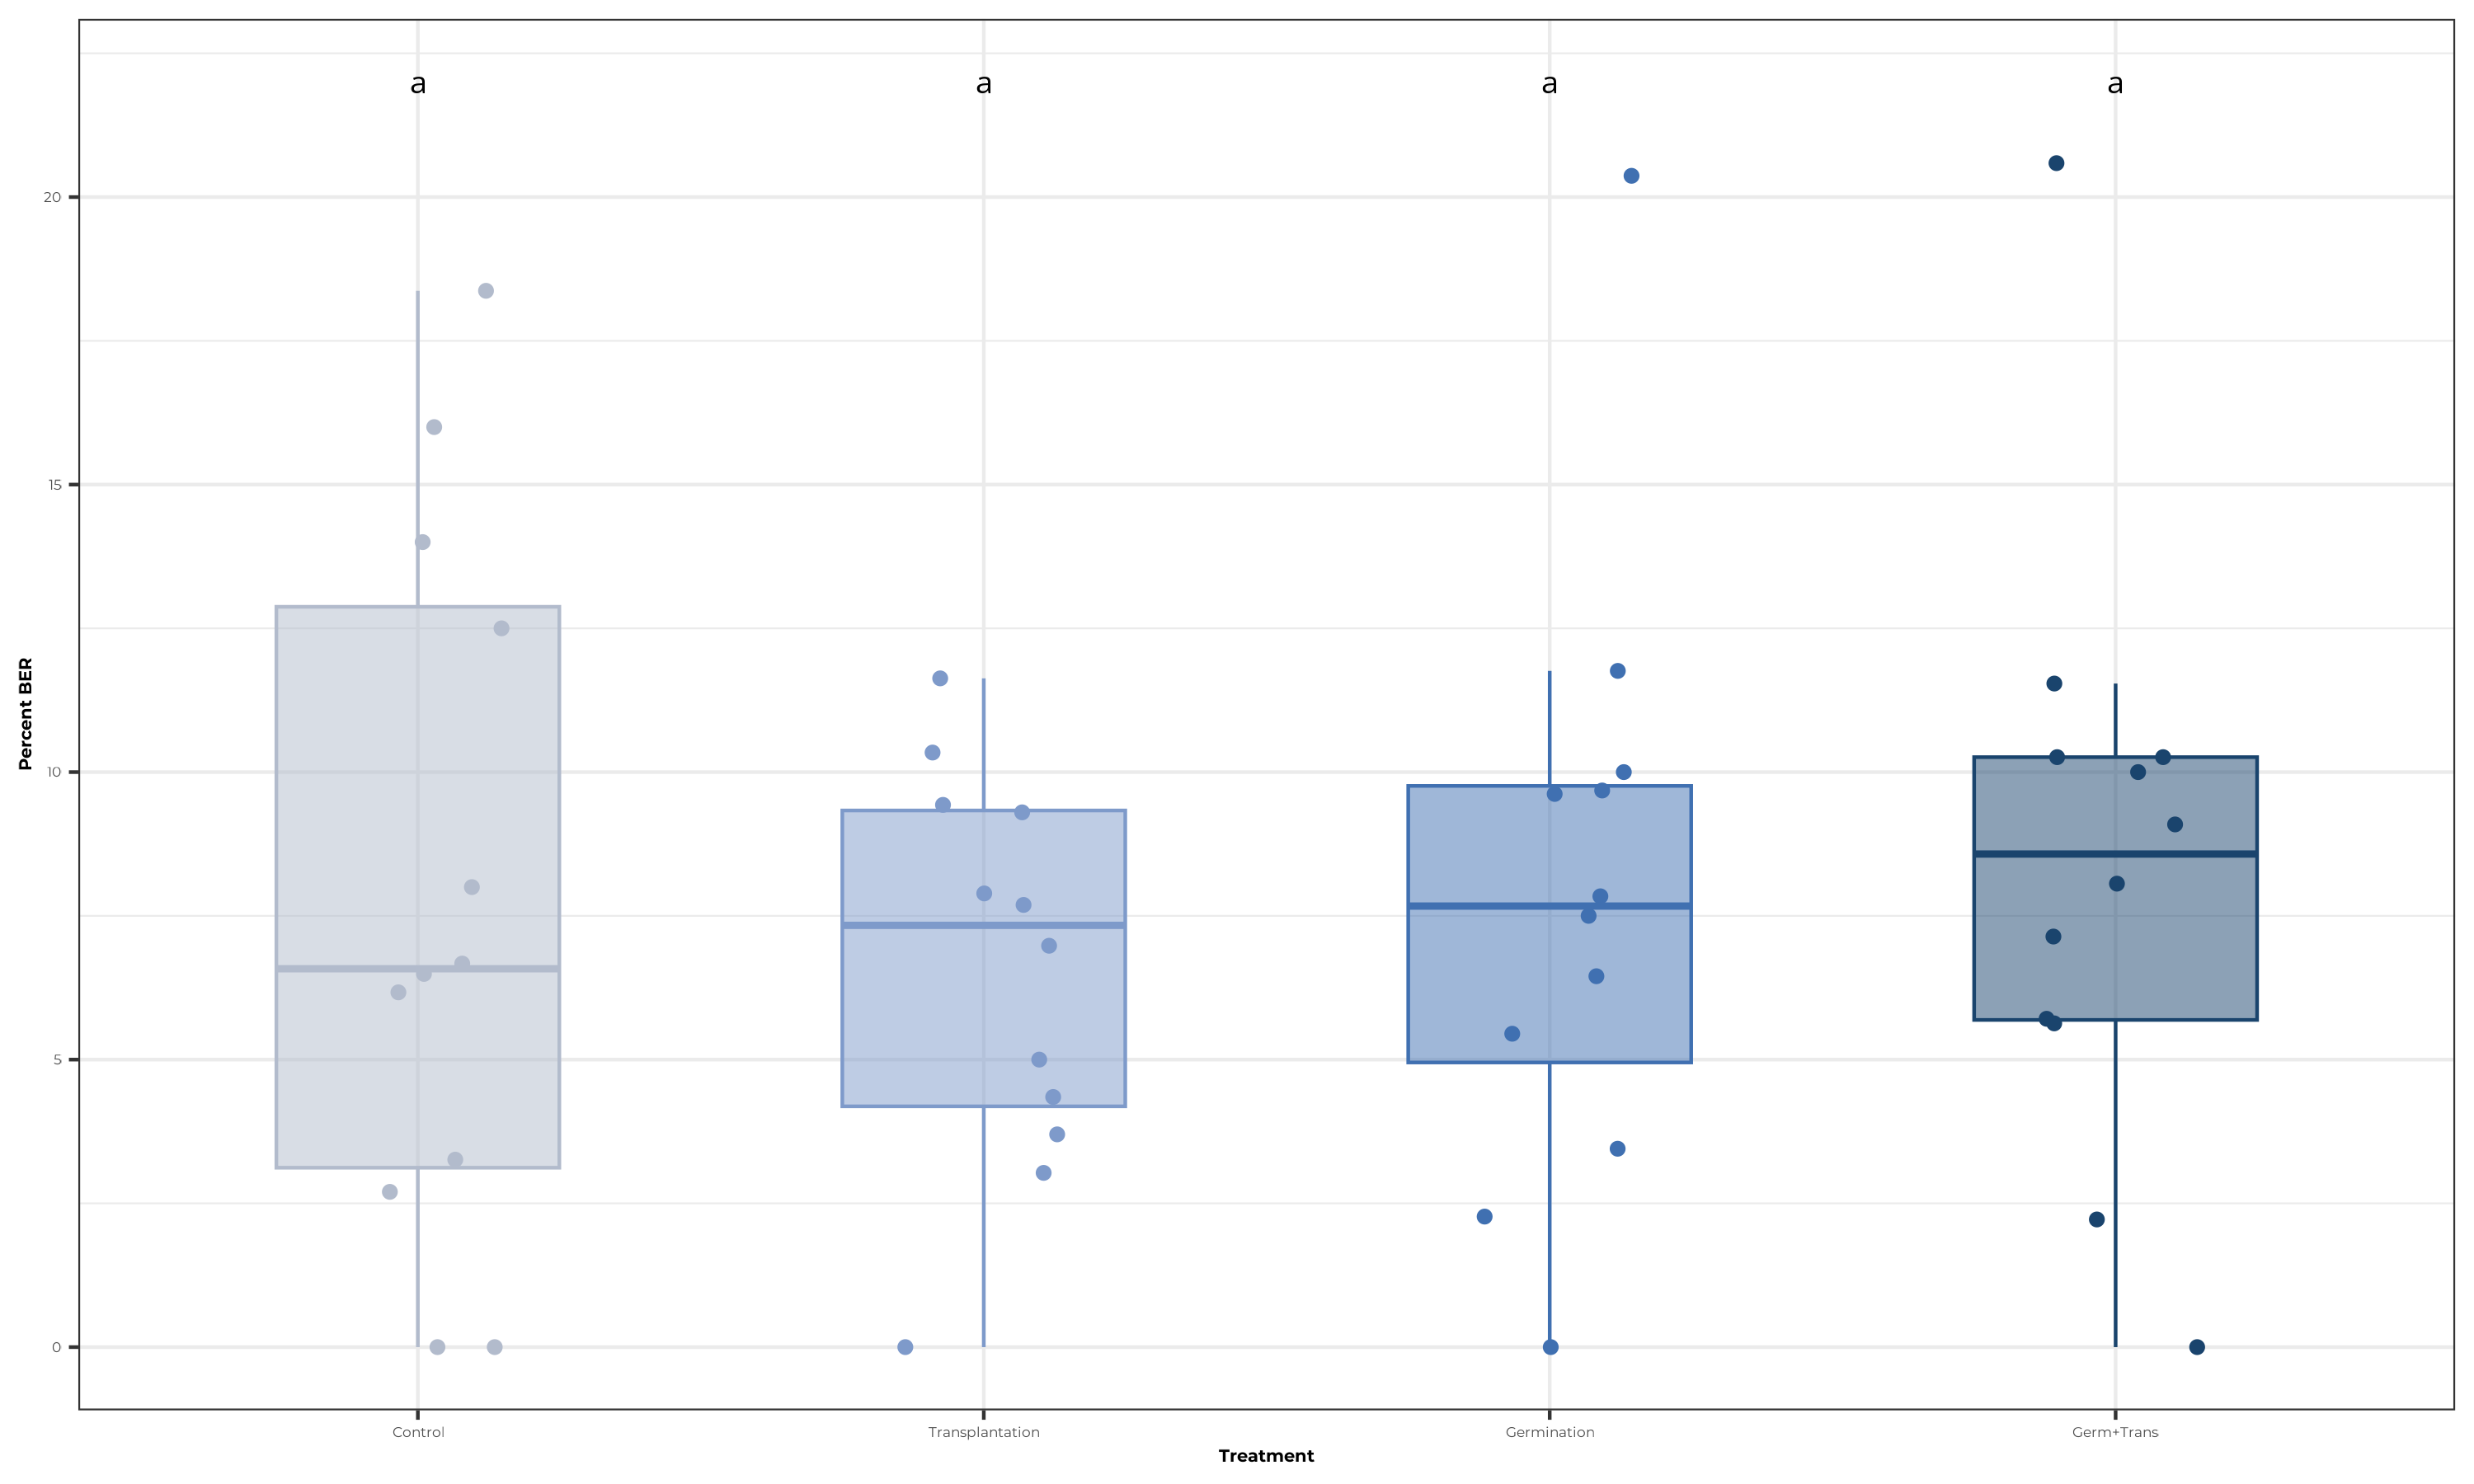 a a a a
20
15
10
5
0
Percent BER
Control Transplantation Germination Germ+Trans
Treatment